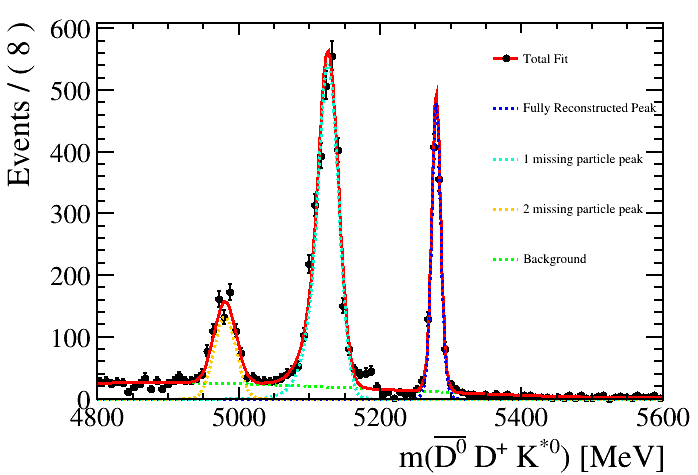 Events / ( 8 )
600
500
400
300
200
100
0
4800 5000 5200 5400 5600
m(D⁰ D⁺ K*⁰) [MeV]
Total Fit
Fully Reconstructed Peak
1 missing particle peak
2 missing particle peak
Background